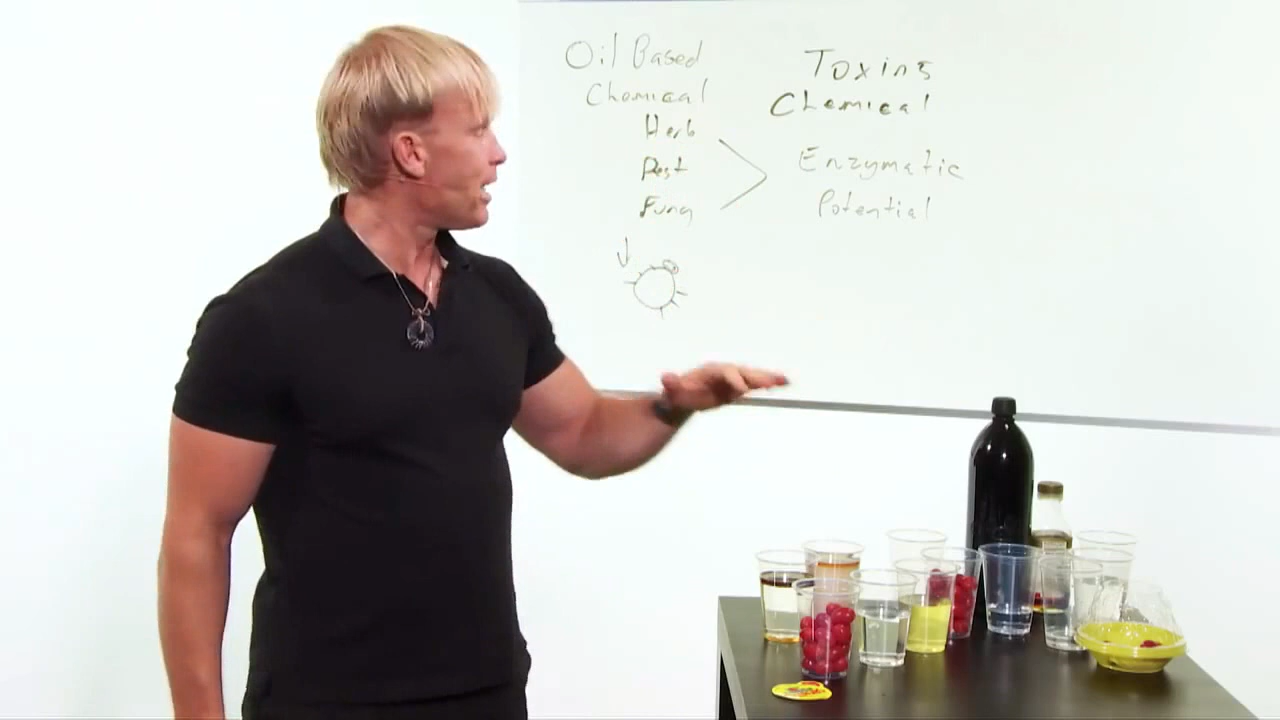 Oil Based
Chemical
Herb
Pest
Fung
Toxins
Chemical
Enzymatic
Potential